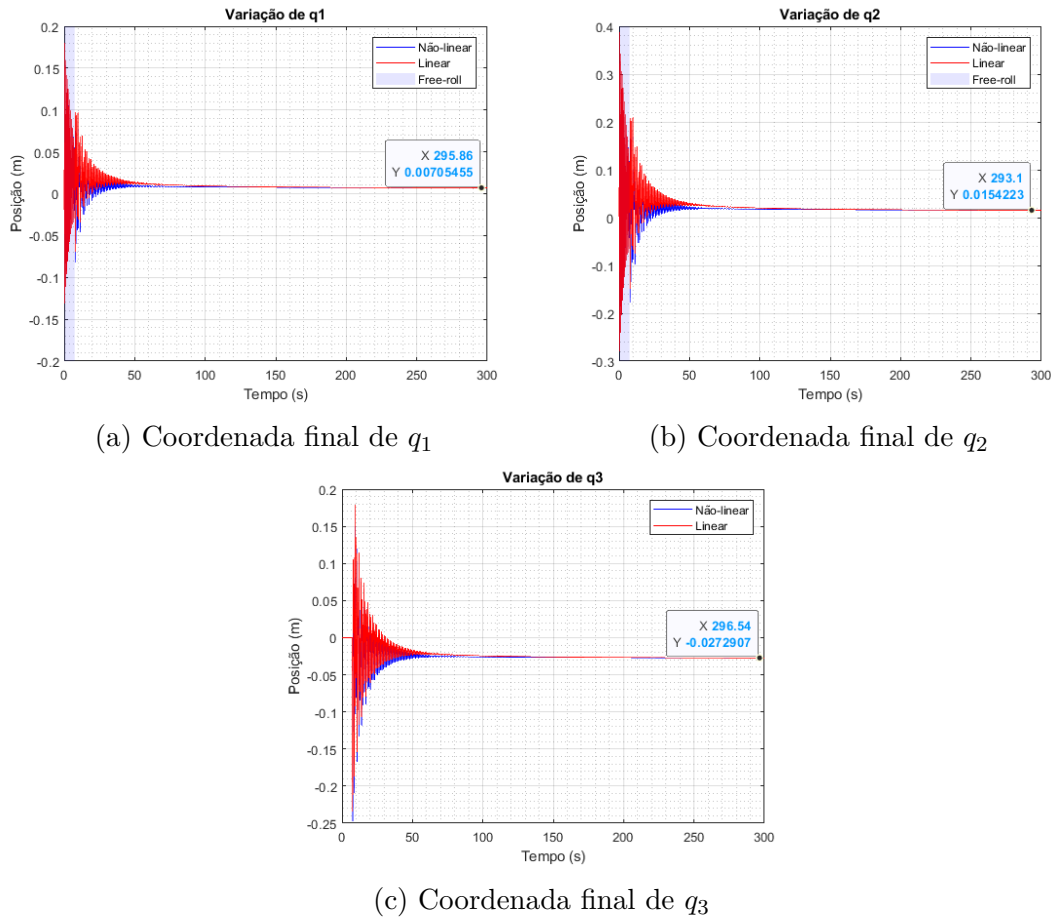 Variação de q1
0.2
0.15
0.1
0.05
0
-0.05
-0.1
-0.15
-0.2
Posição (m)
Não-linear
Linear
Free-roll
X 295.86
Y 0.00705455
0 50 100 150 200 250 300
Tempo (s)
(a) Coordenada final de q1
Variação de q2
0.4
0.3
0.2
0.1
0
-0.1
-0.2
-0.3
Posição (m)
Não-linear
Linear
Free-roll
X 293.1
Y 0.0154223
0 50 100 150 200 250 300
Tempo (s)
(b) Coordenada final de q2
Variação de q3
0.2
0.15
0.1
0.05
0
-0.05
-0.1
-0.15
-0.2
-0.25
Posição (m)
Não-linear
Linear
X 296.54
Y -0.0272907
0 50 100 150 200 250 300
Tempo (s)
(c) Coordenada final de q3